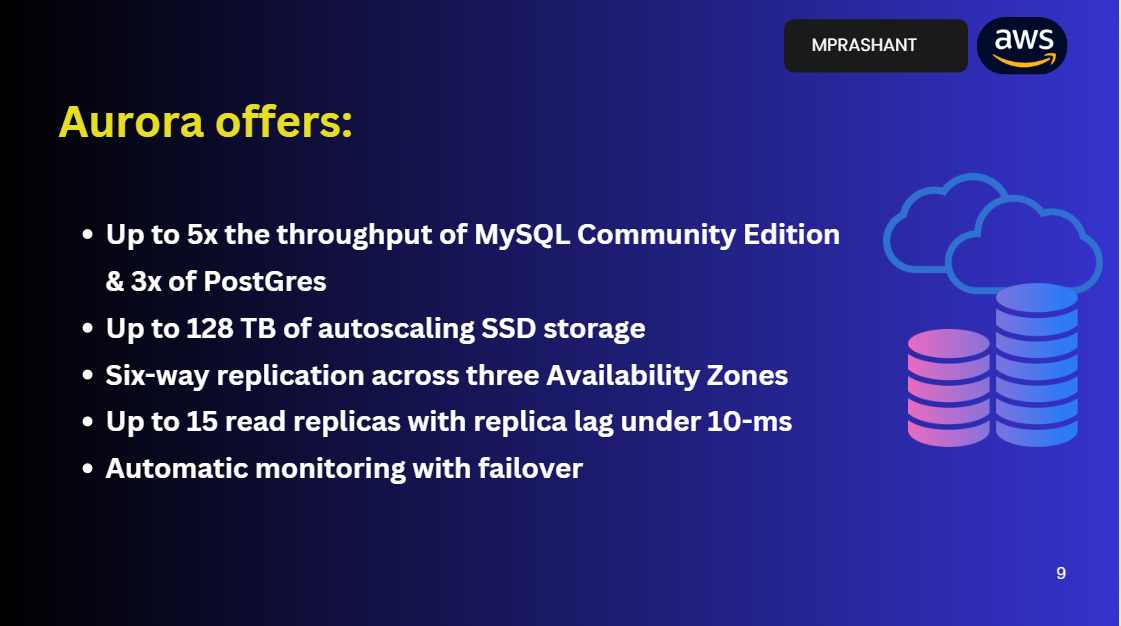 MPRASHANT
aws
Aurora offers:
• Up to 5x the throughput of MySQL Community Edition
& 3x of PostGres
• Up to 128 TB of autoscaling SSD storage
• Six-way replication across three Availability Zones
• Up to 15 read replicas with replica lag under 10-ms
• Automatic monitoring with failover
9